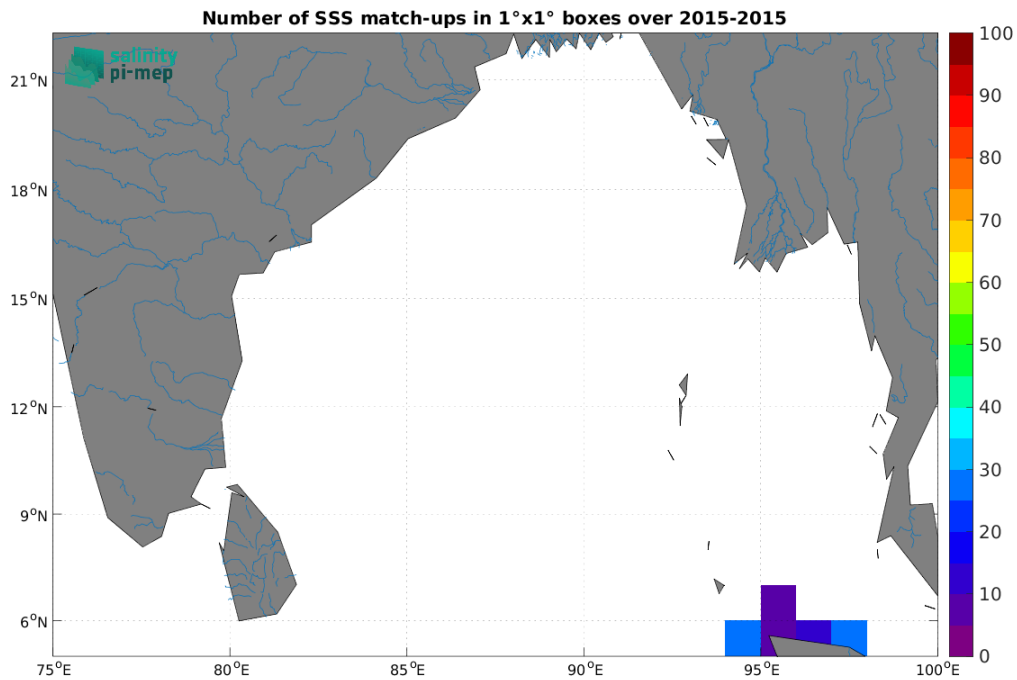 Number of SSS match-ups in 1°x1° boxes over 2015-2015
salinity
pi-mep
21°N
18°N
15°N
12°N
9°N
6°N
75°E
80°E
85°E
90°E
95°E
100°E
100
90
80
70
60
50
40
30
20
10
0